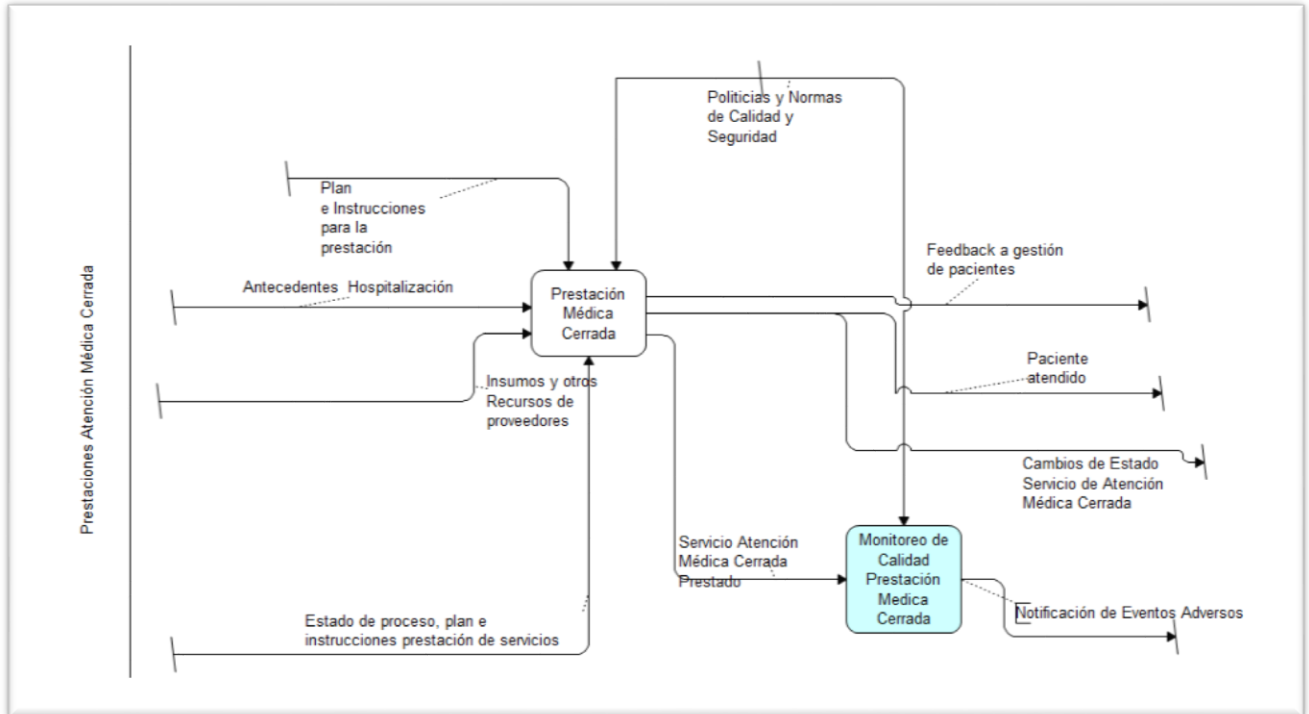 Prestaciones Atención Médica Cerrada
Politicias y Normas
de Calidad y
Seguridad
Plan
e Instrucciones
para la
prestación
Feedback a gestión
de pacientes
Antecedentes Hospitalización
Prestación
Médica
Cerrada
Paciente
atendido
Insumos y otros
Recursos de
proveedores
Cambios de Estado
Servicio de Atención
Médica Cerrada
Servicio Atención
Médica Cerrada
Prestado
Monitoreo de
Calidad
Prestación
Medica
Cerrada
Notificación de Eventos Adversos
Estado de proceso, plan e
instrucciones prestación de servicios